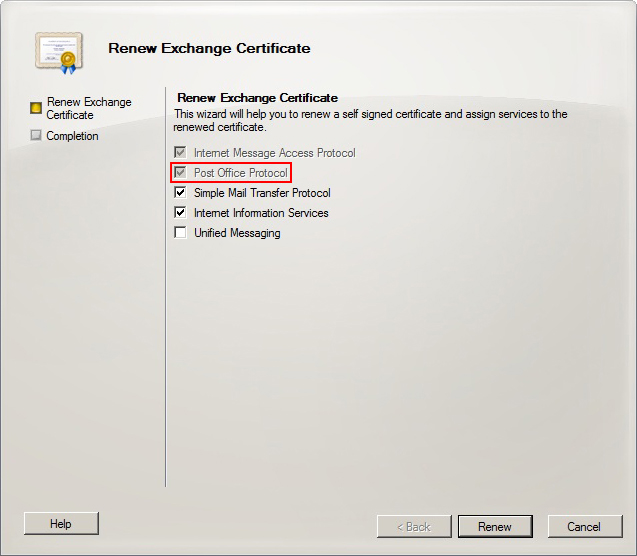 Renew Exchange Certificate
Renew Exchange
Certificate
Completion
Renew Exchange Certificate
This wizard will help you to renew a self signed certificate and assign services to the
renewed certificate.
Internet Message Access Protocol
Post Office Protocol
Simple Mail Transfer Protocol
Internet Information Services
Unified Messaging
Help
< Back
Renew
Cancel